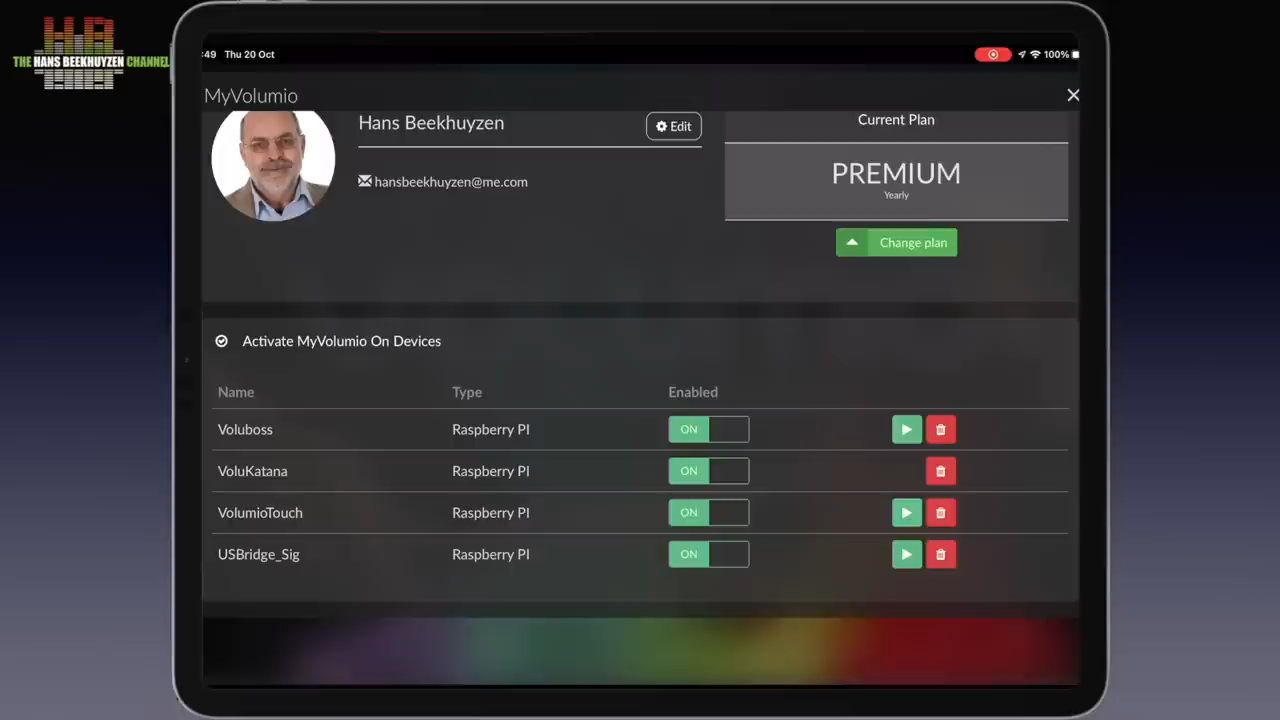 THE HANS BEEKHUYZEN CHANNEL
:49 Thu 20 Oct
100%
MyVolumio
Hans Beekhuyzen
Edit
hansbeekhuyzen@me.com
Current Plan
PREMIUM
Yearly
Change plan
Activate MyVolumio On Devices
Name Type Enabled
Voluboss Raspberry PI ON
VoluKatana Raspberry PI ON
VolumioTouch Raspberry PI ON
USBridge_Sig Raspberry PI ON